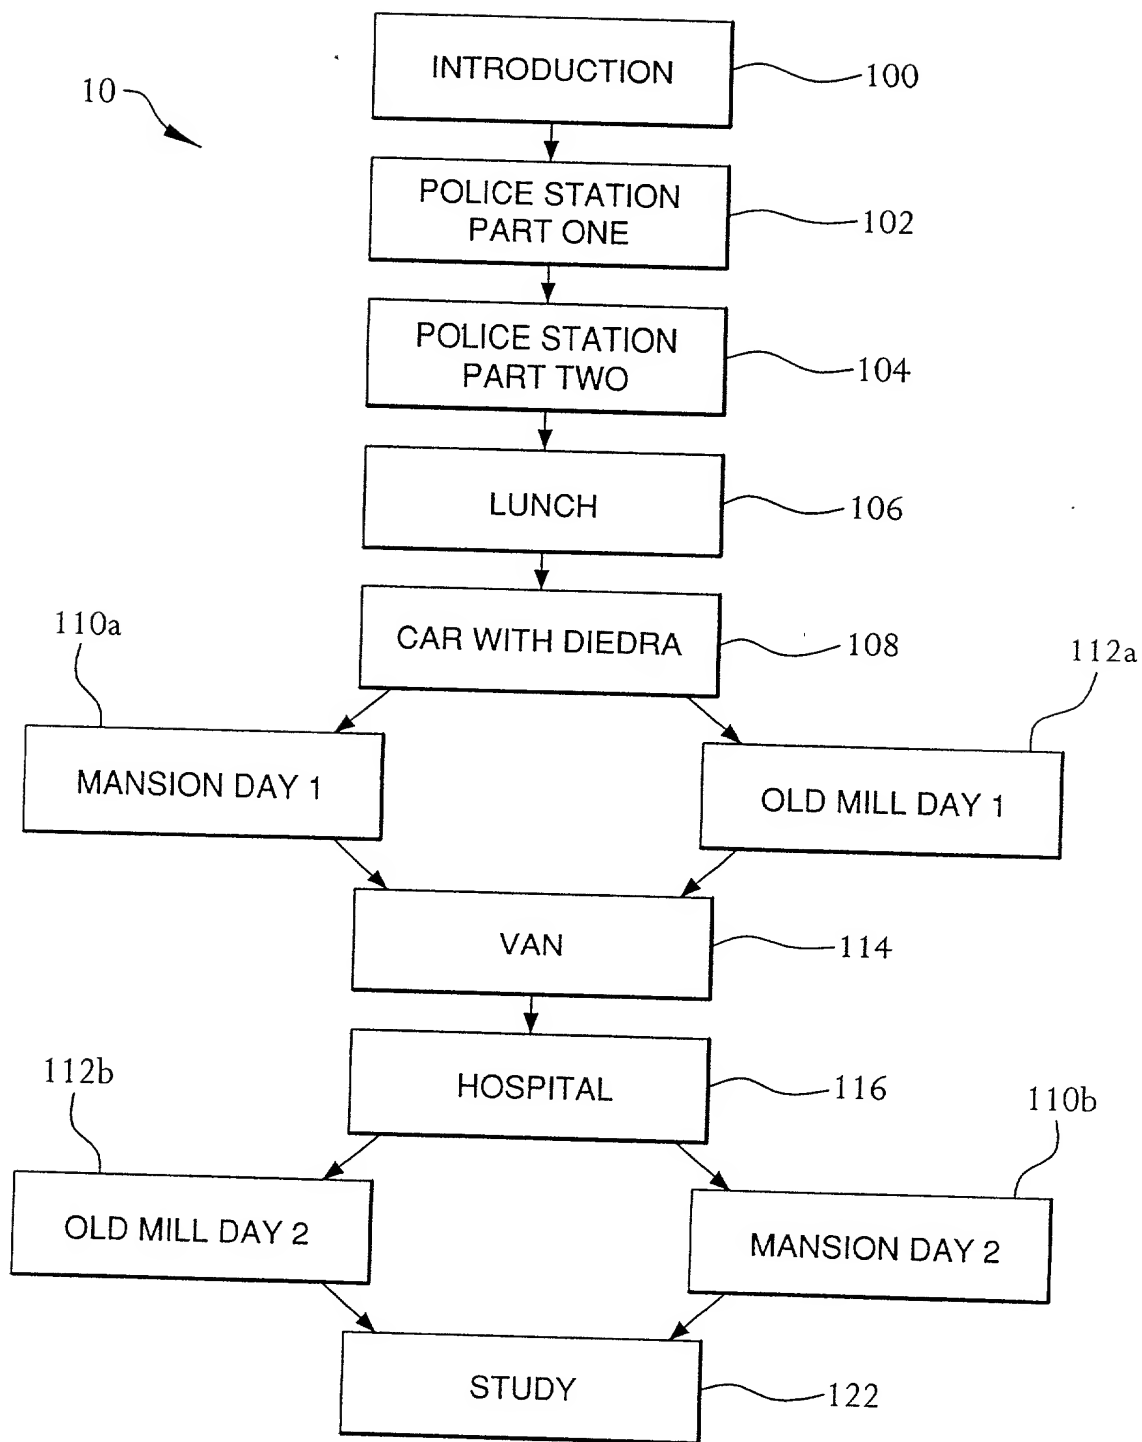 INTRODUCTION
100
10
POLICE STATION
PART ONE
102
POLICE STATION
PART TWO
104
LUNCH
106
CAR WITH DIEDRA
108
110a
112a
MANSION DAY 1
OLD MILL DAY 1
VAN
114
HOSPITAL
116
112b
110b
OLD MILL DAY 2
MANSION DAY 2
STUDY
122